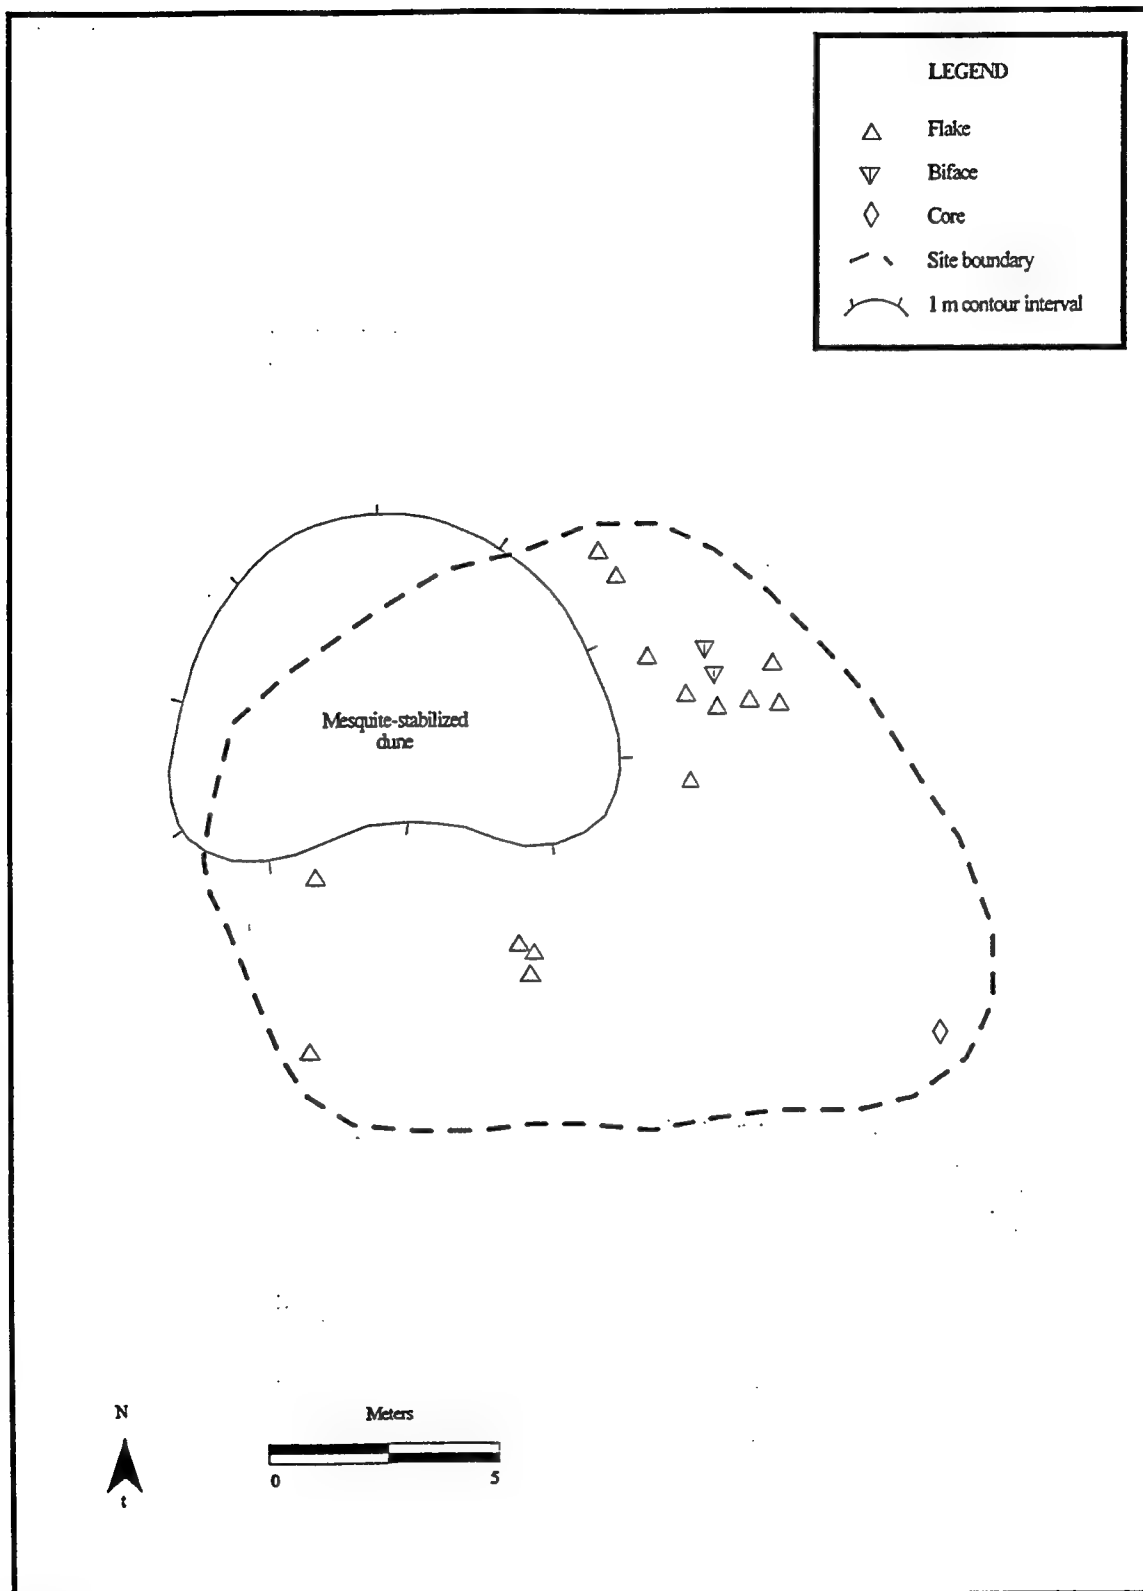 LEGEND
Flake
Biface
Core
Site boundary
1 m contour interval
Mesquite-stabilized
dune
N
t
Meters
0
5